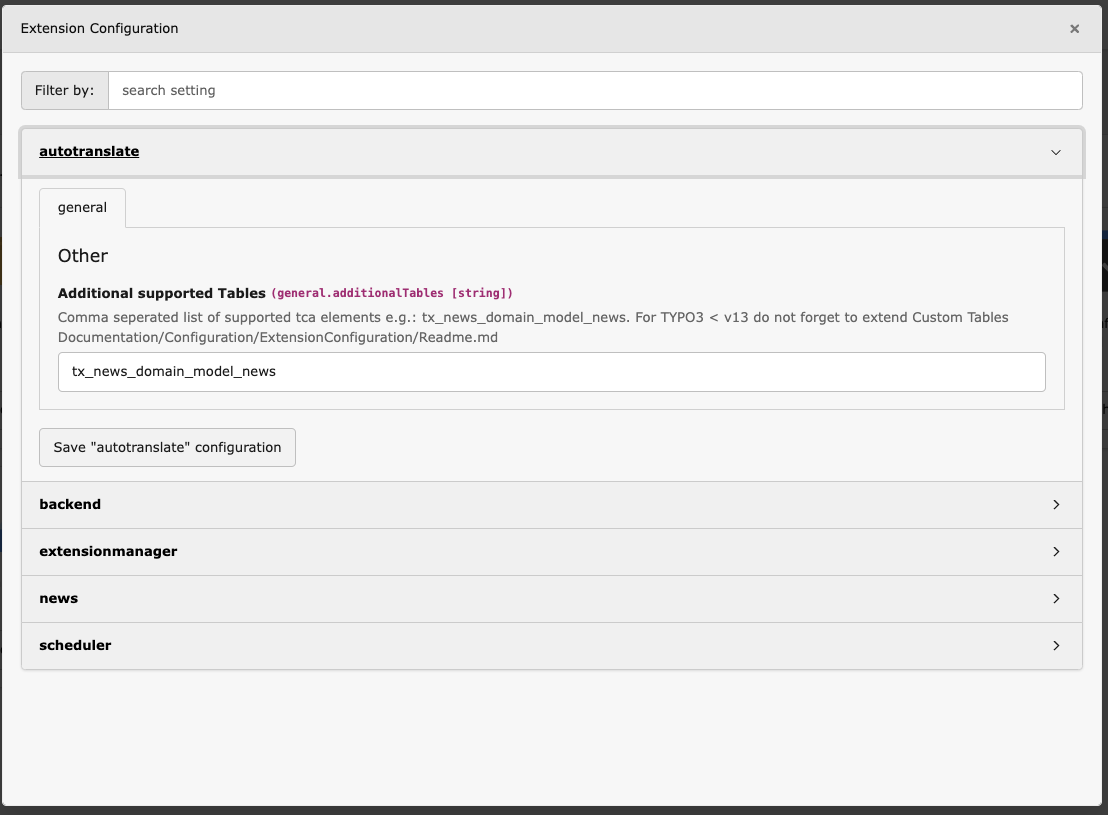 Extension Configuration
Filter by: search setting
autotranslate
general
Other
Additional supported Tables (general.additionalTables [string])
Comma seperated list of supported tca elements e.g.: tx_news_domain_model_news. For TYPO3 < v13 do not forget to extend Custom Tables
Documentation/Configuration/ExtensionConfiguration/Readme.md
tx_news_domain_model_news
Save "autotranslate" configuration
backend
extensionmanager
news
scheduler